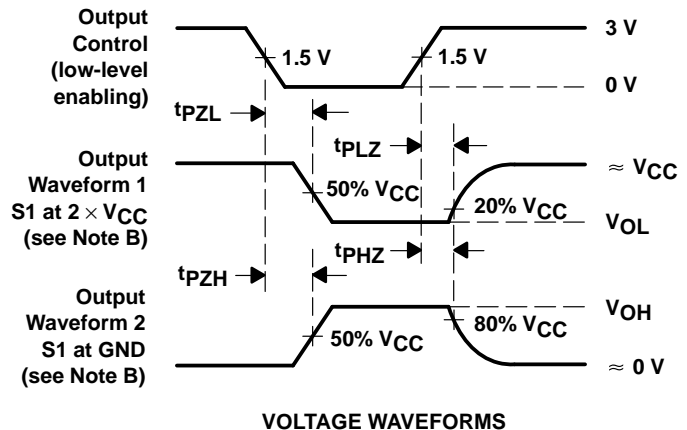 Output
Control
(low-level
enabling)
1.5 V
1.5 V
3 V
0 V
tPZL
tPLZ
Output
Waveform 1
S1 at 2 × VCC
(see Note B)
50% VCC
20% VCC
≈ VCC
VOL
tPZH
tPHZ
Output
Waveform 2
S1 at GND
(see Note B)
50% VCC
80% VCC
VOH
≈ 0 V
VOLTAGE WAVEFORMS